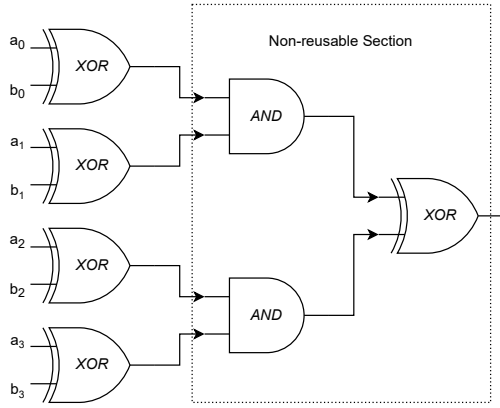 Non-reusable Section
a0
XOR
b0
AND
a1
XOR
b1
XOR
a2
XOR
b2
AND
a3
XOR
b3